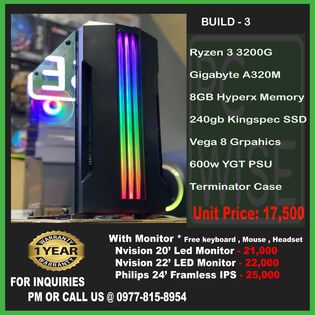 BUILD - 3
Ryzen 3 3200G
Gigabyte A320M
8GB Hyperx Memory
240gb Kingspec SSD
Vega 8 Grpahics
600w YGT PSU
Terminator Case
Unit Price: 17,500
WARRANTY
1 YEAR
WARRANTY
With Monitor * Free keyboard , Mouse , Headset
Nvision 20' Led Monitor - 21,000
Nvision 22' LED Monitor - 22,000
Philips 24' Framless IPS - 25,000
FOR INQUIRIES
PM OR CALL US @ 0977-815-8954